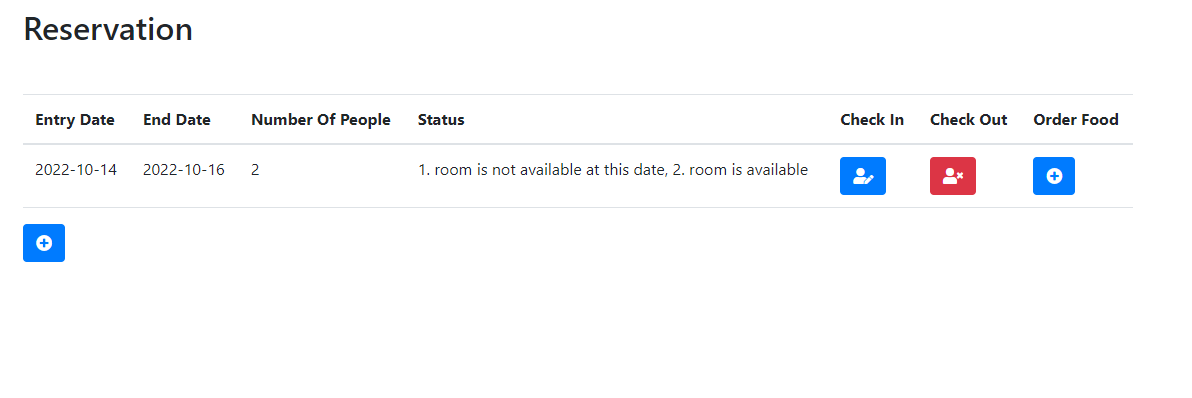 Reservation
Entry Date End Date Number Of People Status Check In Check Out Order Food
2022-10-14 2022-10-16 2 1. room is not available at this date, 2. room is available